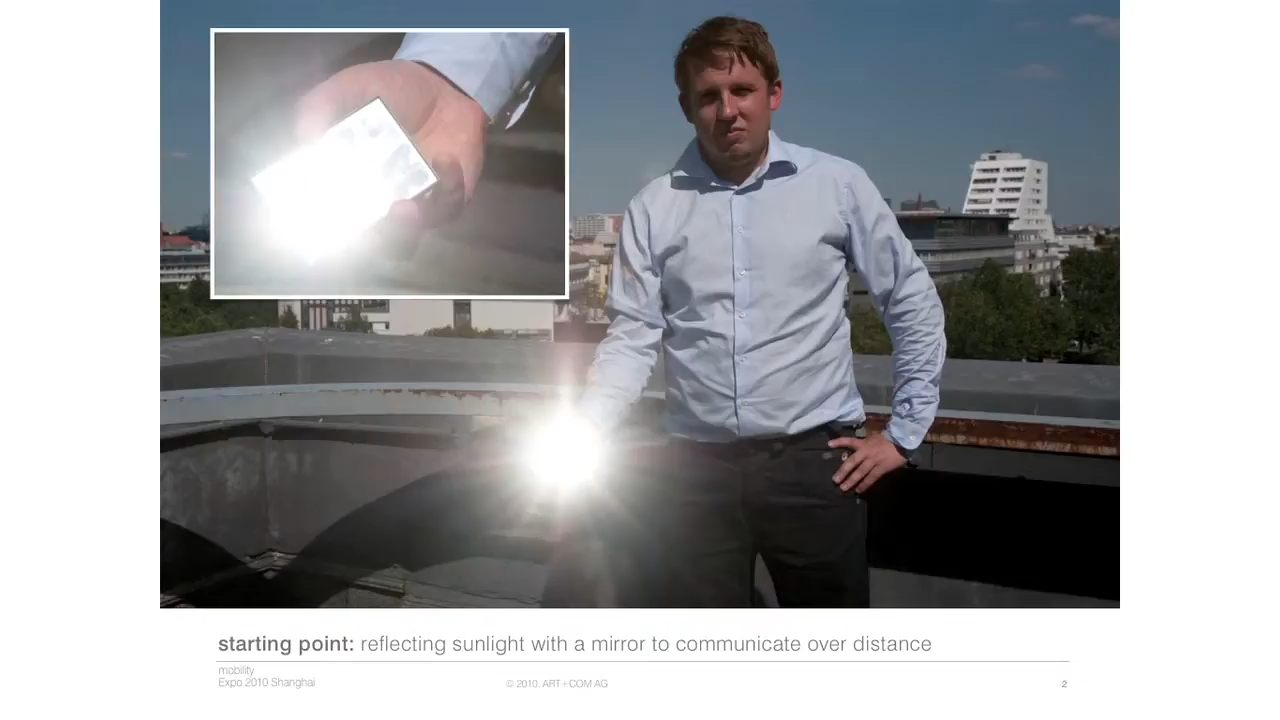 starting point: reflecting sunlight with a mirror to communicate over distance
mobility
Expo 2010 Shanghai
© 2010. ART+COM AG
2